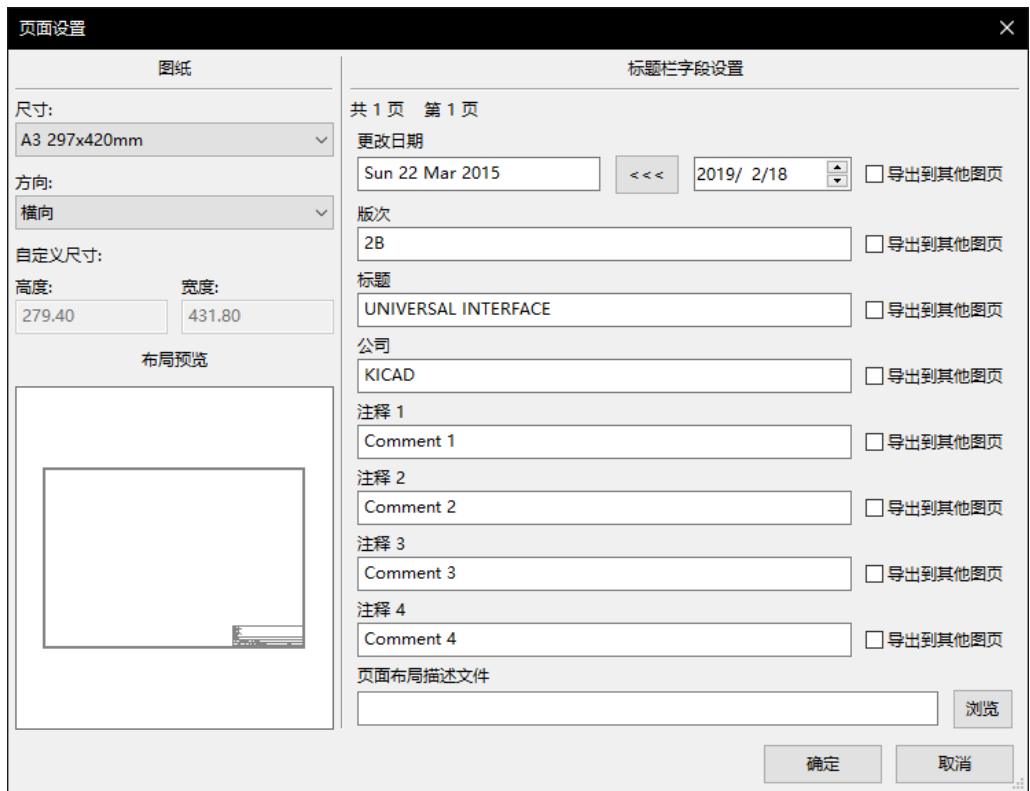 页面设置
图纸
尺寸:
A3 297x420mm
方向:
横向
自定义尺寸:
高度: 宽度:
279.40 431.80
布局预览
标题栏字段设置
共 1 页 第 1 页
更改日期
Sun 22 Mar 2015 <<< 2019/ 2/18 导出到其他图页
版次
2B 导出到其他图页
标题
UNIVERSAL INTERFACE 导出到其他图页
公司
KICAD 导出到其他图页
注释 1
Comment 1 导出到其他图页
注释 2
Comment 2 导出到其他图页
注释 3
Comment 3 导出到其他图页
注释 4
Comment 4 导出到其他图页
页面布局描述文件
浏览
确定 取消